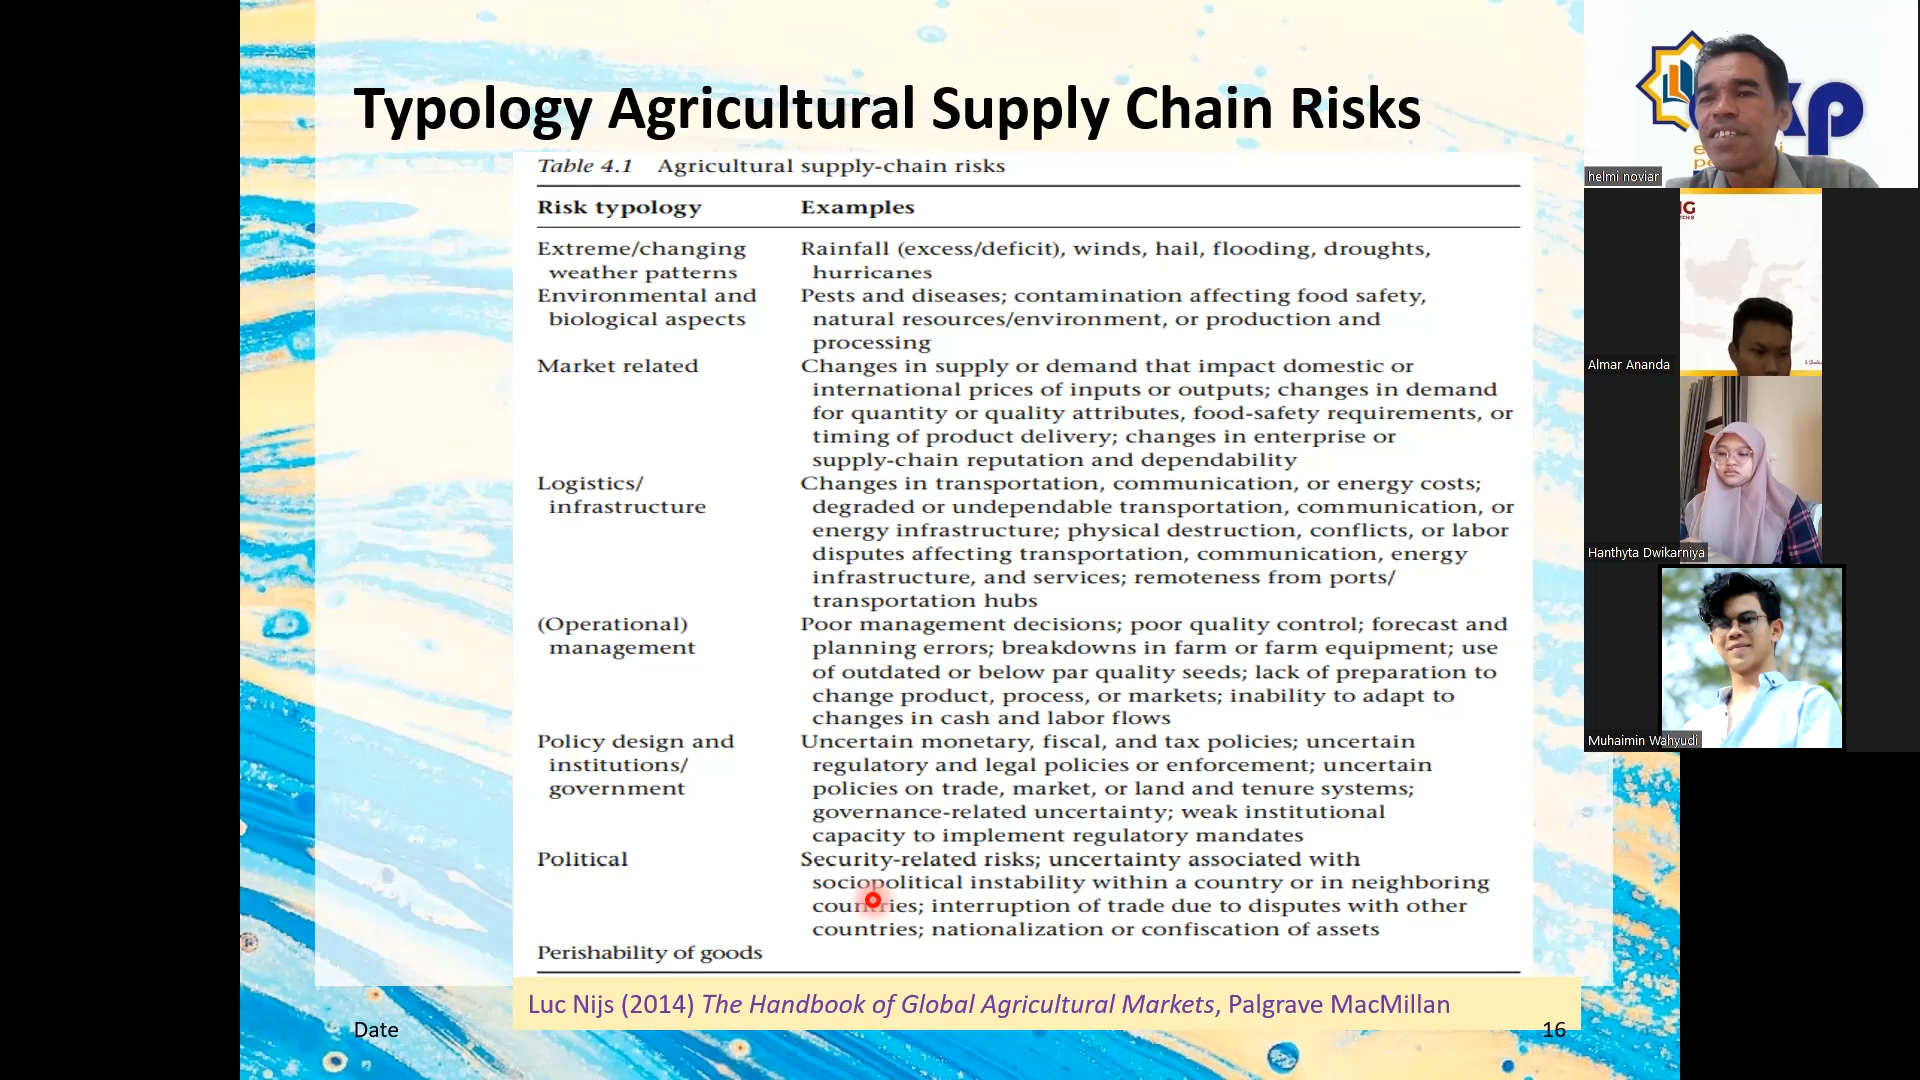 Typology Agricultural Supply Chain Risks
Table 4.1 Agricultural supply-chain risks
Risk typology Examples
Extreme/changing weather patterns
Rainfall (excess/deficit), winds, hail, flooding, droughts,
hurricanes
Environmental and
biological aspects
Pests and diseases; contamination affecting food safety,
natural resources/environment, or production and
processing
Market related
Changes in supply or demand that impact domestic or
international prices of inputs or outputs; changes in demand
for quantity or quality attributes, food-safety requirements, or
timing of product delivery; changes in enterprise or
supply-chain reputation and dependability
Logistics/
infrastructure
Changes in transportation, communication, or energy costs;
degraded or undependable transportation, communication, or
energy infrastructure; physical destruction, conflicts, or labor
disputes affecting transportation, communication, energy
infrastructure, and services; remoteness from ports/
transportation hubs
(Operational)
management
Poor management decisions; poor quality control; forecast and
planning errors; breakdowns in farm or farm equipment; use
of outdated or below par quality seeds; lack of preparation to
change product, process, or markets; inability to adapt to
changes in cash and labor flows
Policy design and
institutions/
government
Uncertain monetary, fiscal, and tax policies; uncertain
regulatory and legal policies or enforcement; uncertain
policies on trade, market, or land and tenure systems;
governance-related uncertainty; weak institutional
capacity to implement regulatory mandates
Political
Security-related risks; uncertainty associated with
sociopolitical instability within a country or in neighboring
countries; interruption of trade due to disputes with other
countries; nationalization or confiscation of assets
Perishability of goods
Luc Nijs (2014) The Handbook of Global Agricultural Markets, Palgrave MacMillan
Date
16
helmi noviar
Almar Ananda
Hanthyta Dwikarniya
Muhaimin Wahyudi